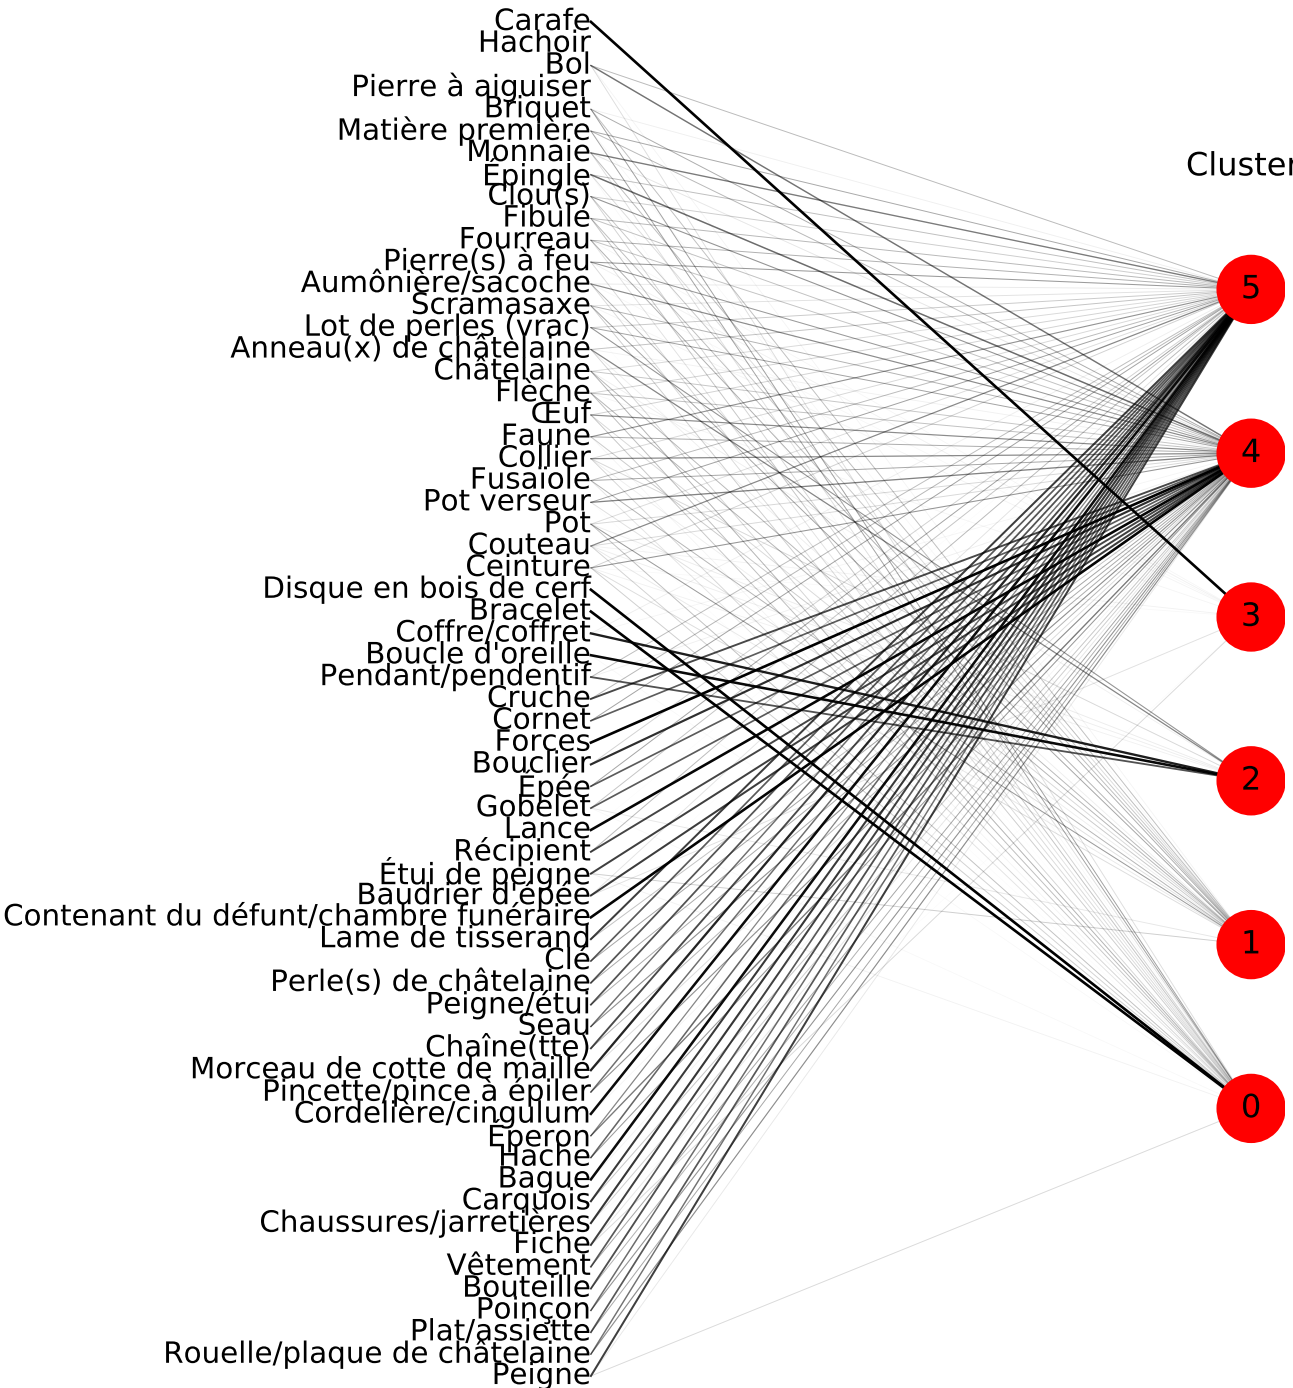 Carafe
Hachoir
Bol
Pierre à aiguiser
Briquet
Matière première
Monnaie
Épingle
Clou(s)
Fibule
Fourreau
Pierre(s) à feu
Aumônière/sacoche
Scramasaxe
Lot de perles (vrac)
Anneau(x) de châtelaine
Châtelaine
Flèche
Œuf
Faune
Collier
Fusaïole
Pot verseur
Pot
Couteau
Ceinture
Disque en bois de cerf
Bracelet
Coffre/coffret
Boucle d'oreille
Pendant/pendentif
Cruche
Cornet
Forces
Bouclier
Épée
Gobelet
Lance
Récipient
Étui de peigne
Baudrier d'épée
Contenant du défunt/chambre funéraire
Lame de tisserand
Clé
Perle(s) de châtelaine
Peigne/étui
Seau
Chaîne(tte)
Morceau de cotte de maille
Pincette/pince à épiler
Cordelière/cingulum
Éperon
Hache
Bague
Carquois
Chaussures/jarretières
Fiche
Vêtement
Bouteille
Poinçon
Plat/assiette
Rouelle/plaque de châtelaine
Peigne
Cluster
5
4
3
2
1
0